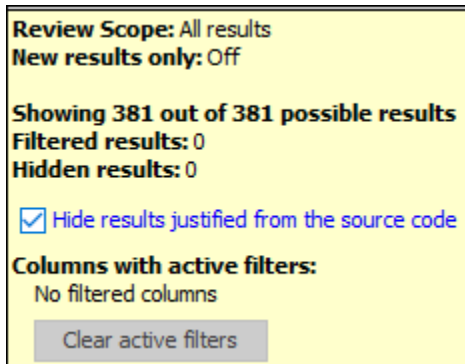 Review Scope: All results
New results only: Off
Showing 381 out of 381 possible results
Filtered results: 0
Hidden results: 0
Hide results justified from the source code
Columns with active filters:
No filtered columns
Clear active filters